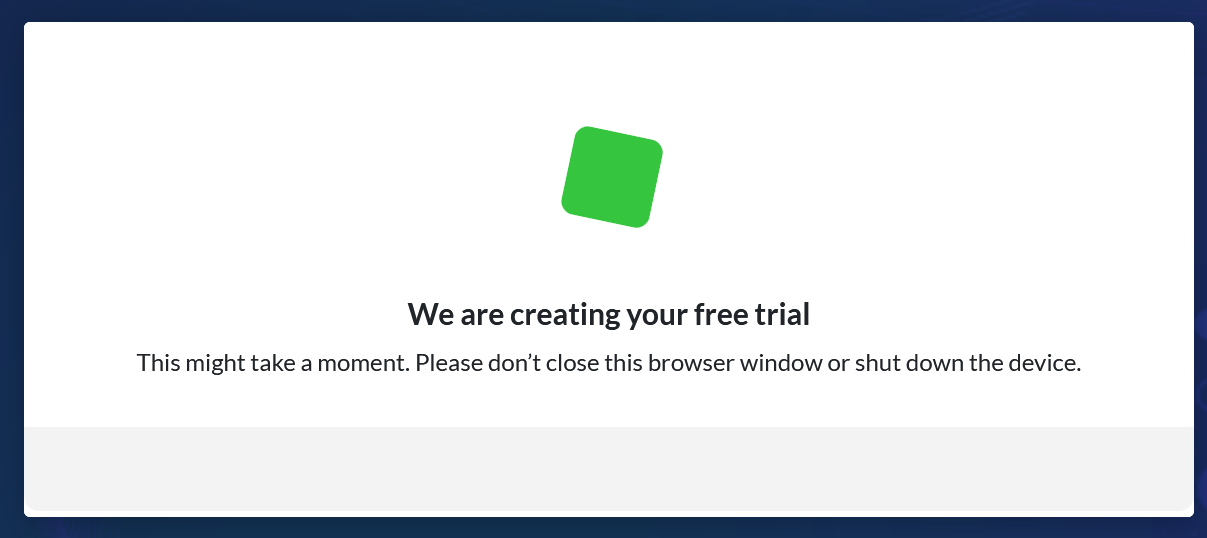 We are creating your free trial
This might take a moment. Please don’t close this browser window or shut down the device.